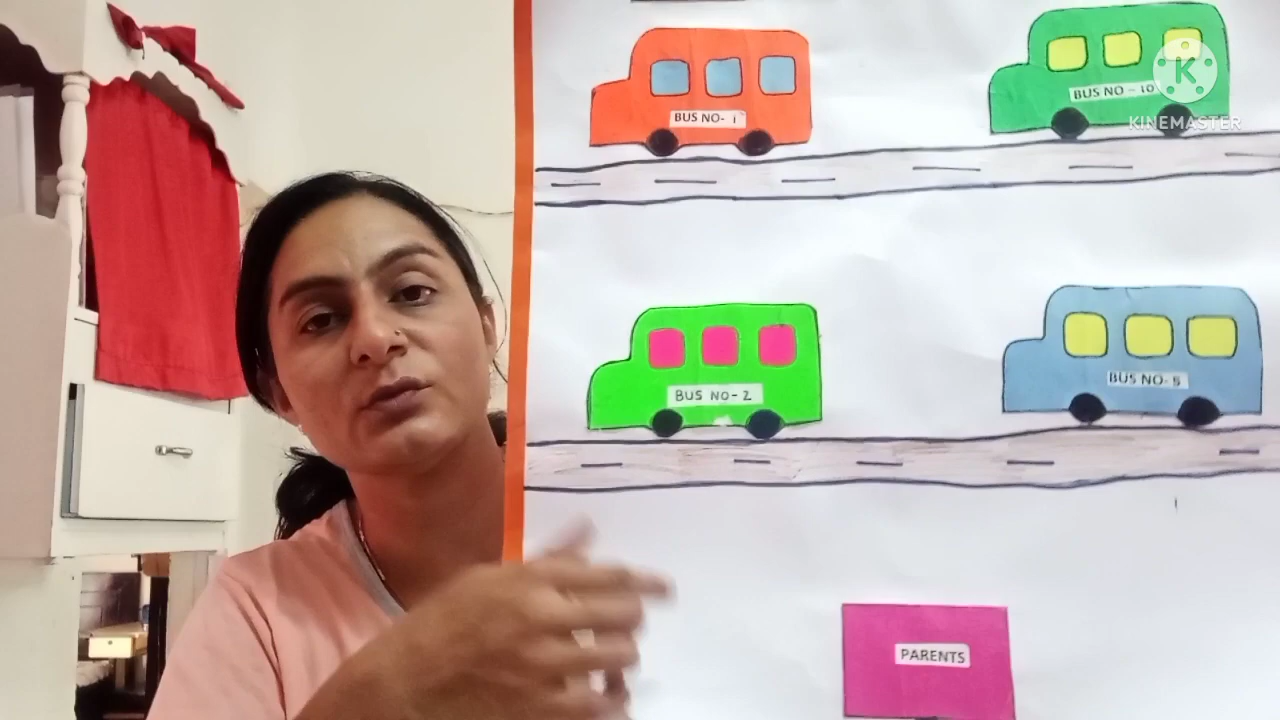 BUS NO- 1
BUS NO - 10
K
KINEMASTER
BUS NO- 2
BUS NO- 5
PARENTS